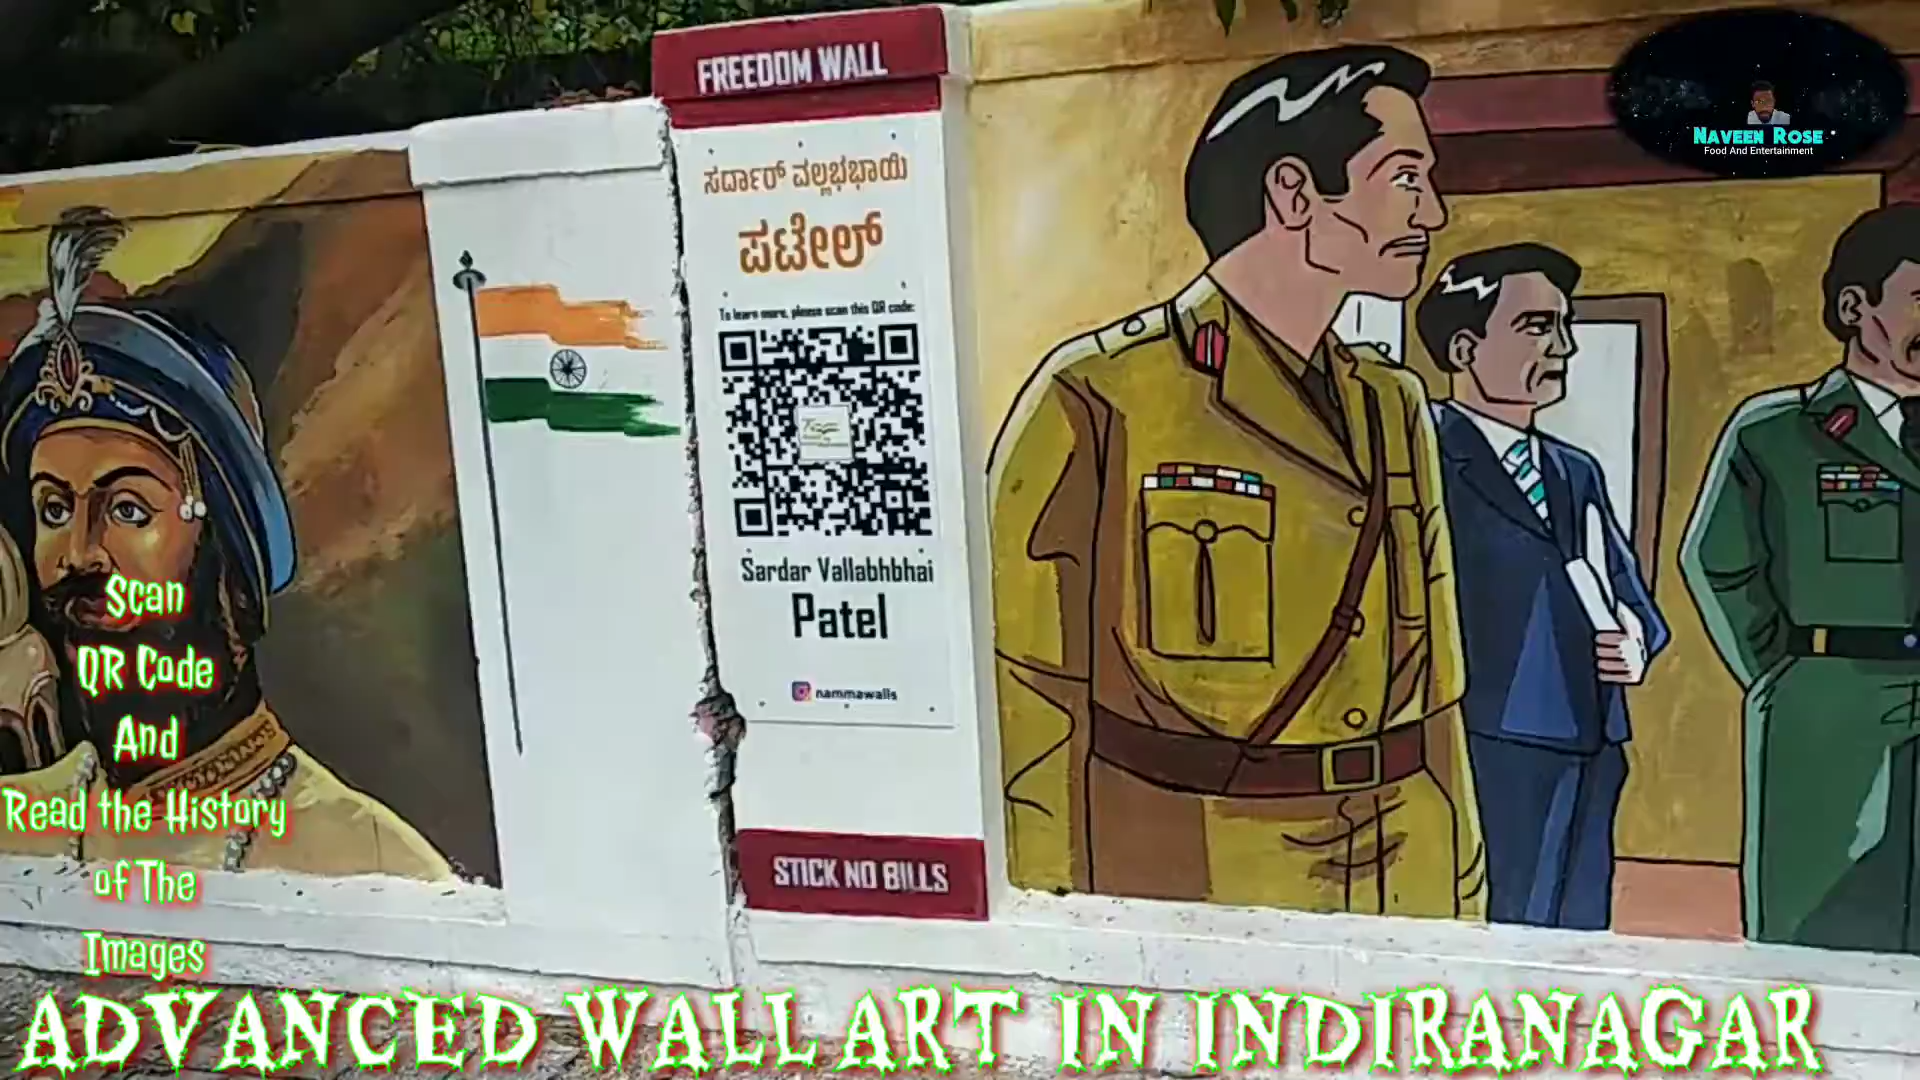 FREEDOM WALL
ಸರ್ದಾರ್ ವಲ್ಲಭಭಾಯಿ
ಪಟೇಲ್
To learn more, please scan this QR code:
Sardar Vallabhbhai
Patel
nammawalls
STICK NO BILLS
NAVEEN ROSE
Food And Entertainment
Scan
QR Code
And
Read the History
of The
Images
ADVANCED WALL ART IN INDIRANAGAR